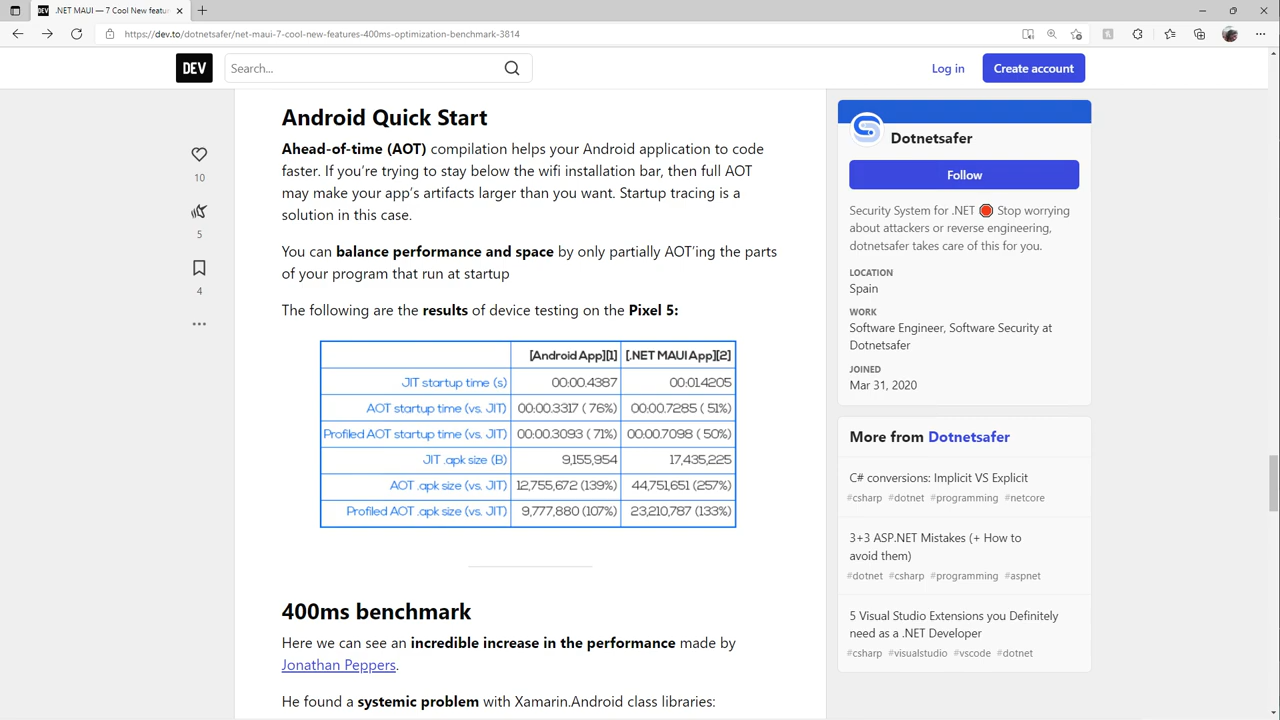 .NET MAUI — 7 Cool New featur
https://dev.to/dotnetsafer/net-maui-7-cool-new-features-400ms-optimization-benchmark-3814
DEV
Search...
Log in
Create account
10
5
4
Android Quick Start
Ahead-of-time (AOT) compilation helps your Android application to code
faster. If you’re trying to stay below the wifi installation bar, then full AOT
may make your app’s artifacts larger than you want. Startup tracing is a
solution in this case.
You can balance performance and space by only partially AOT’ing the parts
of your program that run at startup
The following are the results of device testing on the Pixel 5:
[Android App][1] [.NET MAUI App][2]
JIT startup time (s) 00:00.4387 00:01.4205
AOT startup time (vs. JIT) 00:00.3317 ( 76%) 00:00.7285 ( 51%)
Profiled AOT startup time (vs. JIT) 00:00.3093 ( 71%) 00:00.7098 ( 50%)
JIT .apk size (B) 9,155,954 17,435,225
AOT .apk size (vs. JIT) 12,755,672 (139%) 44,751,651 (257%)
Profiled AOT .apk size (vs. JIT) 9,777,880 (107%) 23,210,787 (133%)
400ms benchmark
Here we can see an incredible increase in the performance made by
Jonathan Peppers.
He found a systemic problem with Xamarin.Android class libraries:
Dotnetsafer
Follow
Security System for .NET 🛑 Stop worrying
about attackers or reverse engineering,
dotnetsafer takes care of this for you.
LOCATION
Spain
WORK
Software Engineer, Software Security at
Dotnetsafer
JOINED
Mar 31, 2020
More from Dotnetsafer
C# conversions: Implicit VS Explicit
#csharp #dotnet #programming #netcore
3+3 ASP.NET Mistakes (+ How to
avoid them)
#dotnet #csharp #programming #aspnet
5 Visual Studio Extensions you Definitely
need as a .NET Developer
#csharp #visualstudio #vscode #dotnet